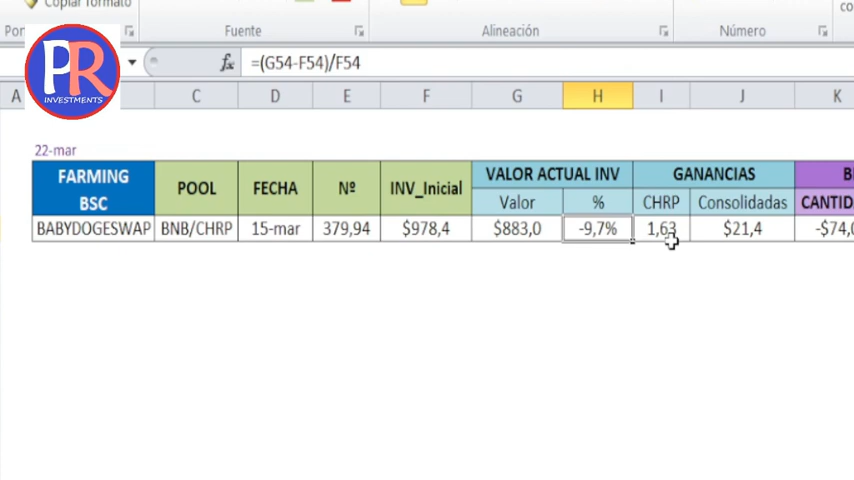 Copiar formato
co
Por
Fuente
Alineación
Número
PR
INVESTMENTS
fx
=(G54-F54)/F54
A C D E F G H I J K
22-mar
FARMING BSC POOL FECHA Nº INV_Inicial VALOR ACTUAL INV GANANCIAS B
Valor % CHRP Consolidadas CANTID
BABYDOGESWAP BNB/CHRP 15-mar 379,94 $978,4 $883,0 -9,7% 1,63 $21,4 -$74,0